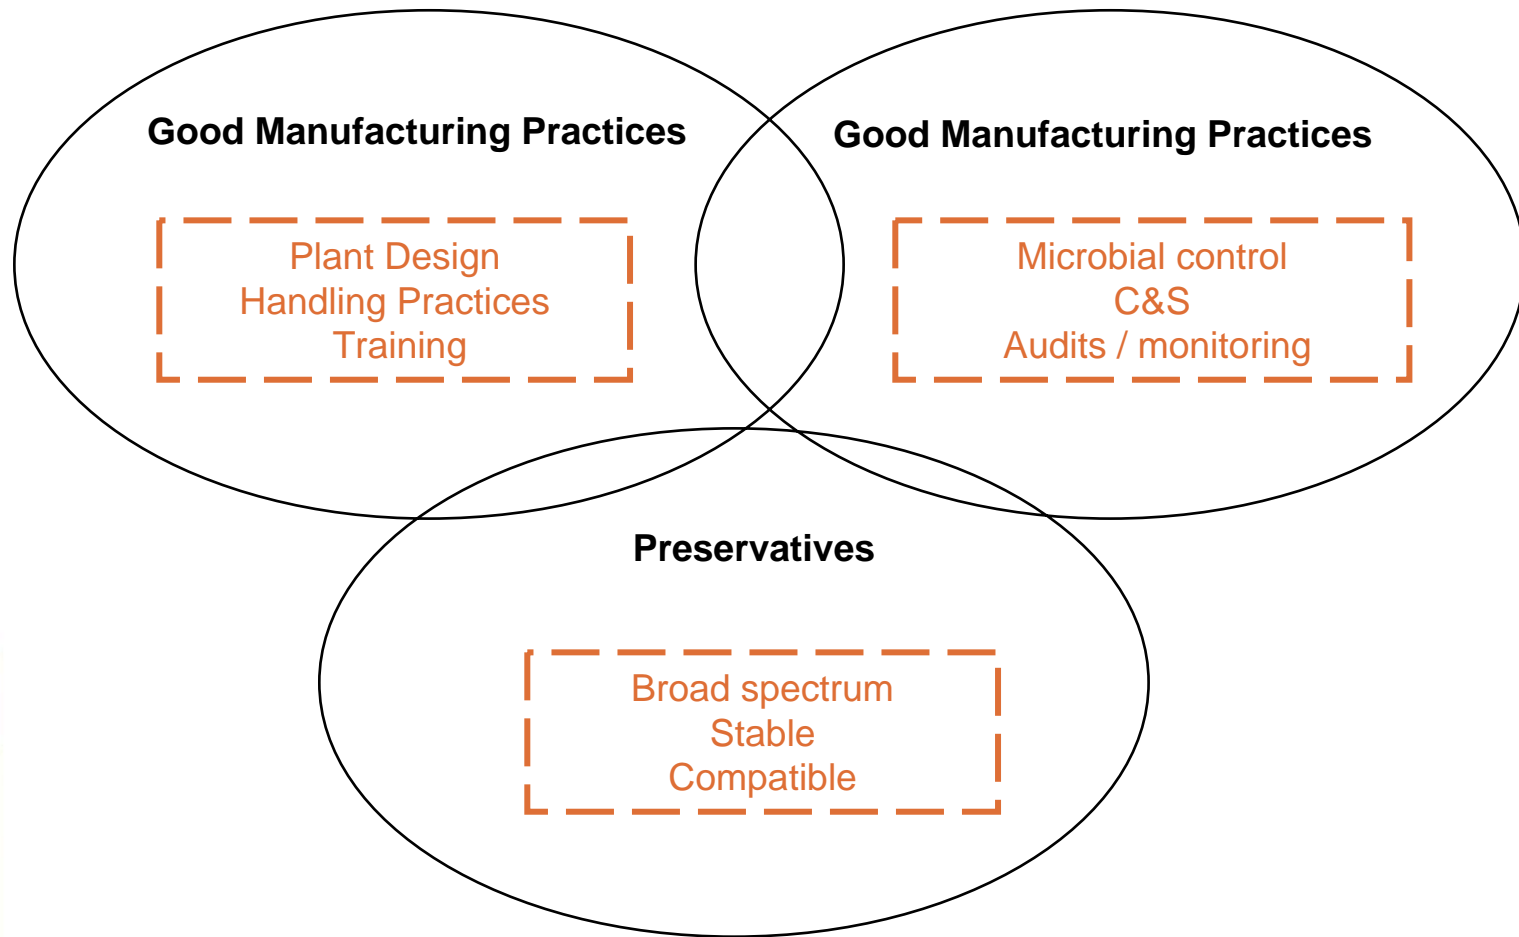 Good Manufacturing Practices
Plant Design
Handling Practices
Training
Good Manufacturing Practices
Microbial control
C&S
Audits / monitoring
Preservatives
Broad spectrum
Stable
Compatible